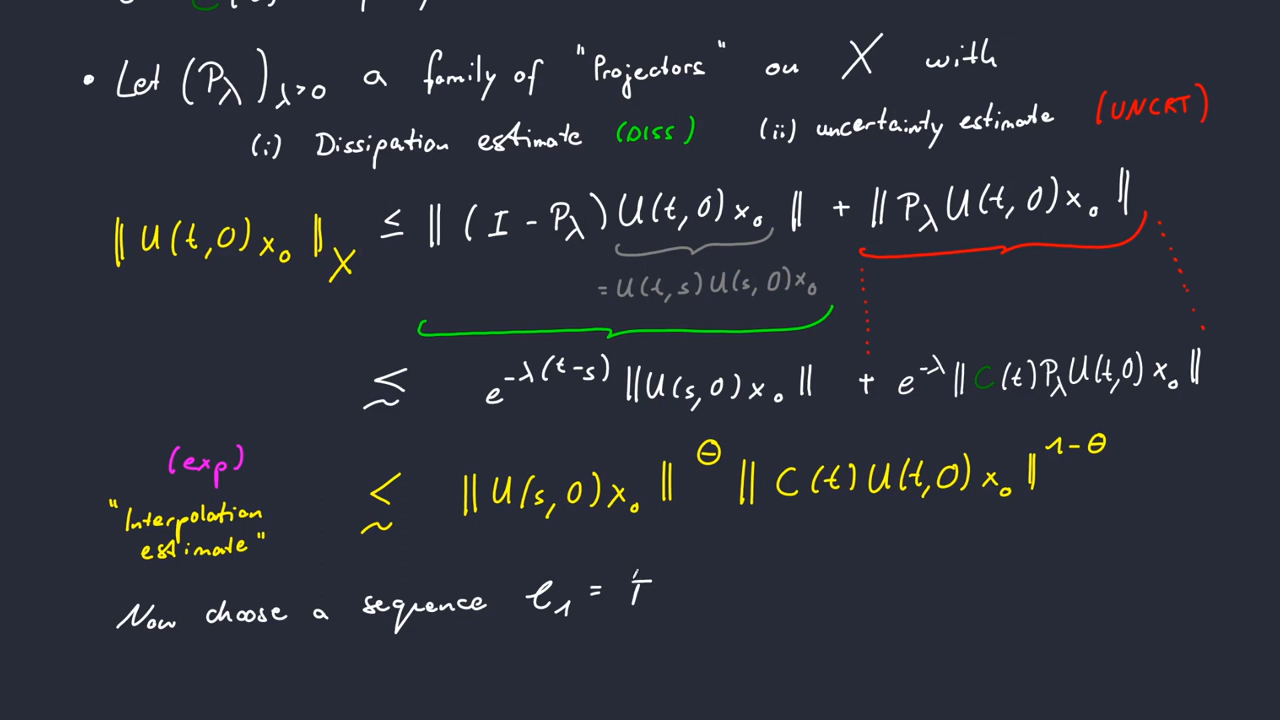 • Let (P_λ)_{λ>0} a family of "Projectors" on X with
(i) Dissipation estimate (DISS) (ii) uncertainty estimate (UNCRT)
‖U(t,0)x₀‖_X ≤ ‖(I - P_λ)U(t,0)x₀‖ + ‖P_λU(t,0)x₀‖
= U(t,s)U(s,0)x₀
≲ e^{-λ(t-s)}‖U(s,0)x₀‖ + e^{-λ}‖C(t)P_λU(t,0)x₀‖
(exp)
≲ ‖U(s,0)x₀‖^Θ ‖C(t)U(t,0)x₀‖^{1-Θ}
"Interpolation
estimate"
Now choose a sequence ℓ₁ = T